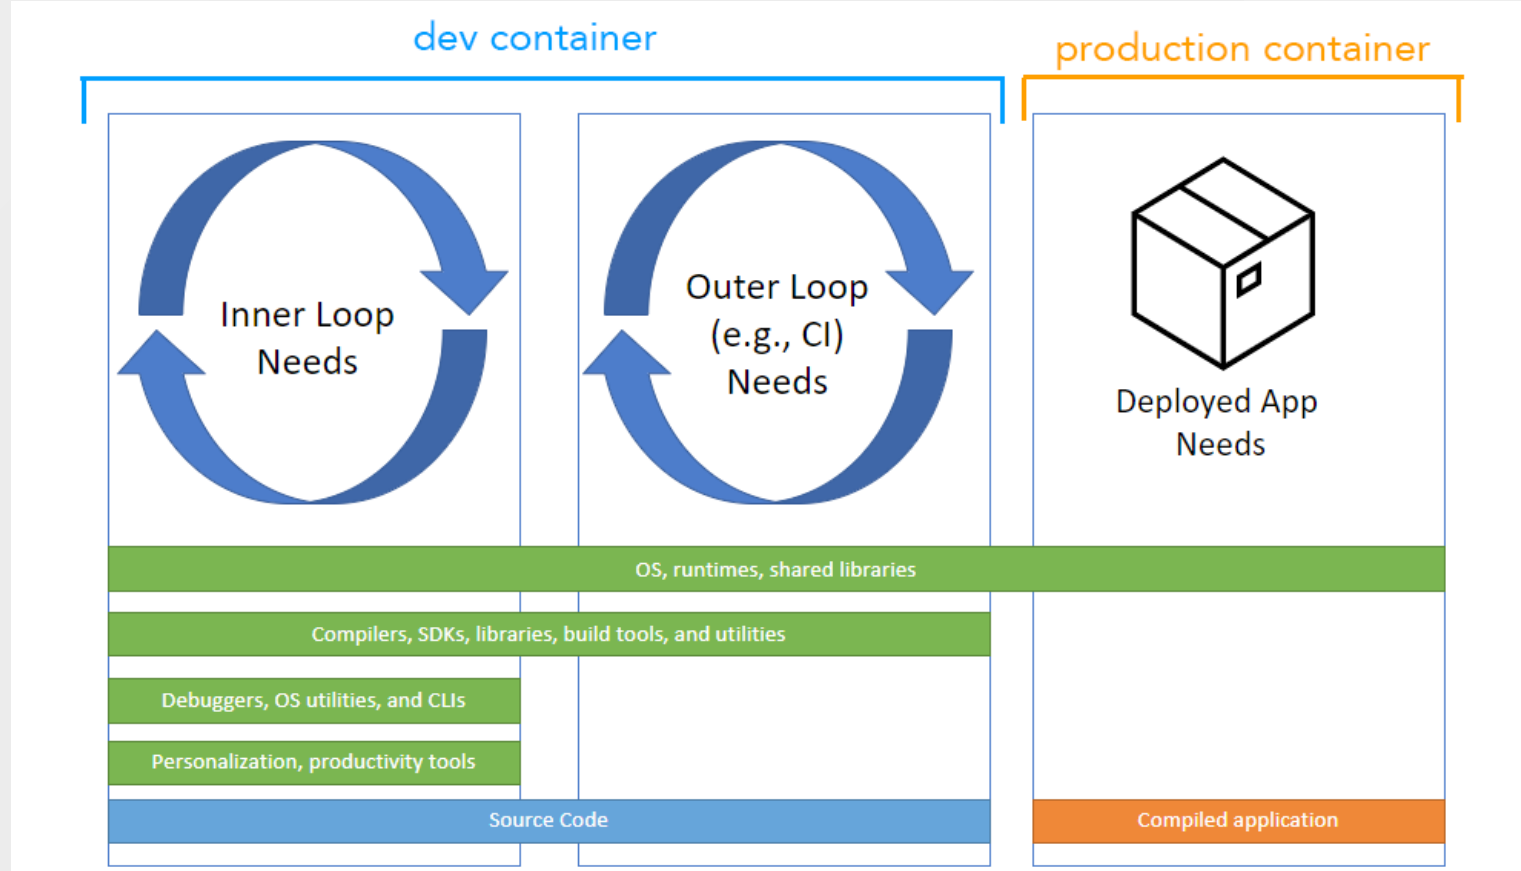 dev container
production container
Inner Loop
Needs
Outer Loop
(e.g., CI)
Needs
Deployed App
Needs
OS, runtimes, shared libraries
Compilers, SDKs, libraries, build tools, and utilities
Debuggers, OS utilities, and CLIs
Personalization, productivity tools
Source Code
Compiled application